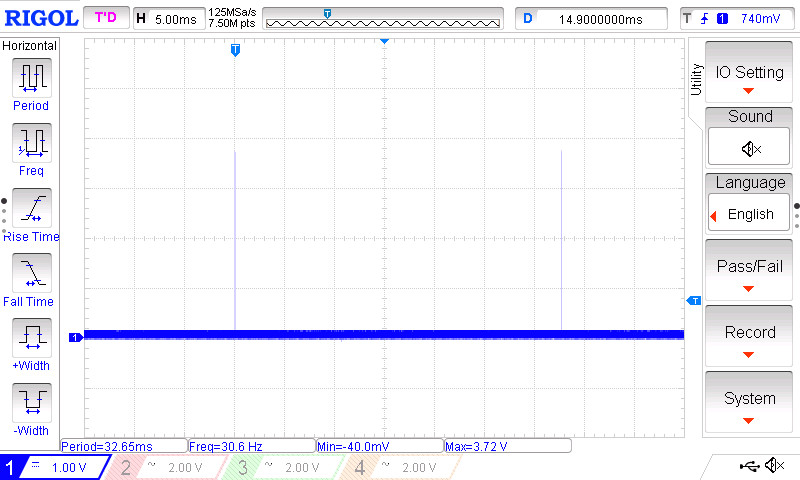 RIGOL T'D H 5.00ms 125MSa/s D 14.9000000ms T 1 740mV
7.50M pts
T
Horizontal
Period
Freq
Rise Time
Fall Time
+Width
-Width
T
T
1
Utility
IO Setting
Sound
Language
English
Pass/Fail
Record
System
Period=32.65ms Freq=30.6 Hz Min=-40.0mV Max=3.72 V
1 1.00 V 2 ~ 2.00 V 3 ~ 2.00 V 4 ~ 2.00 V